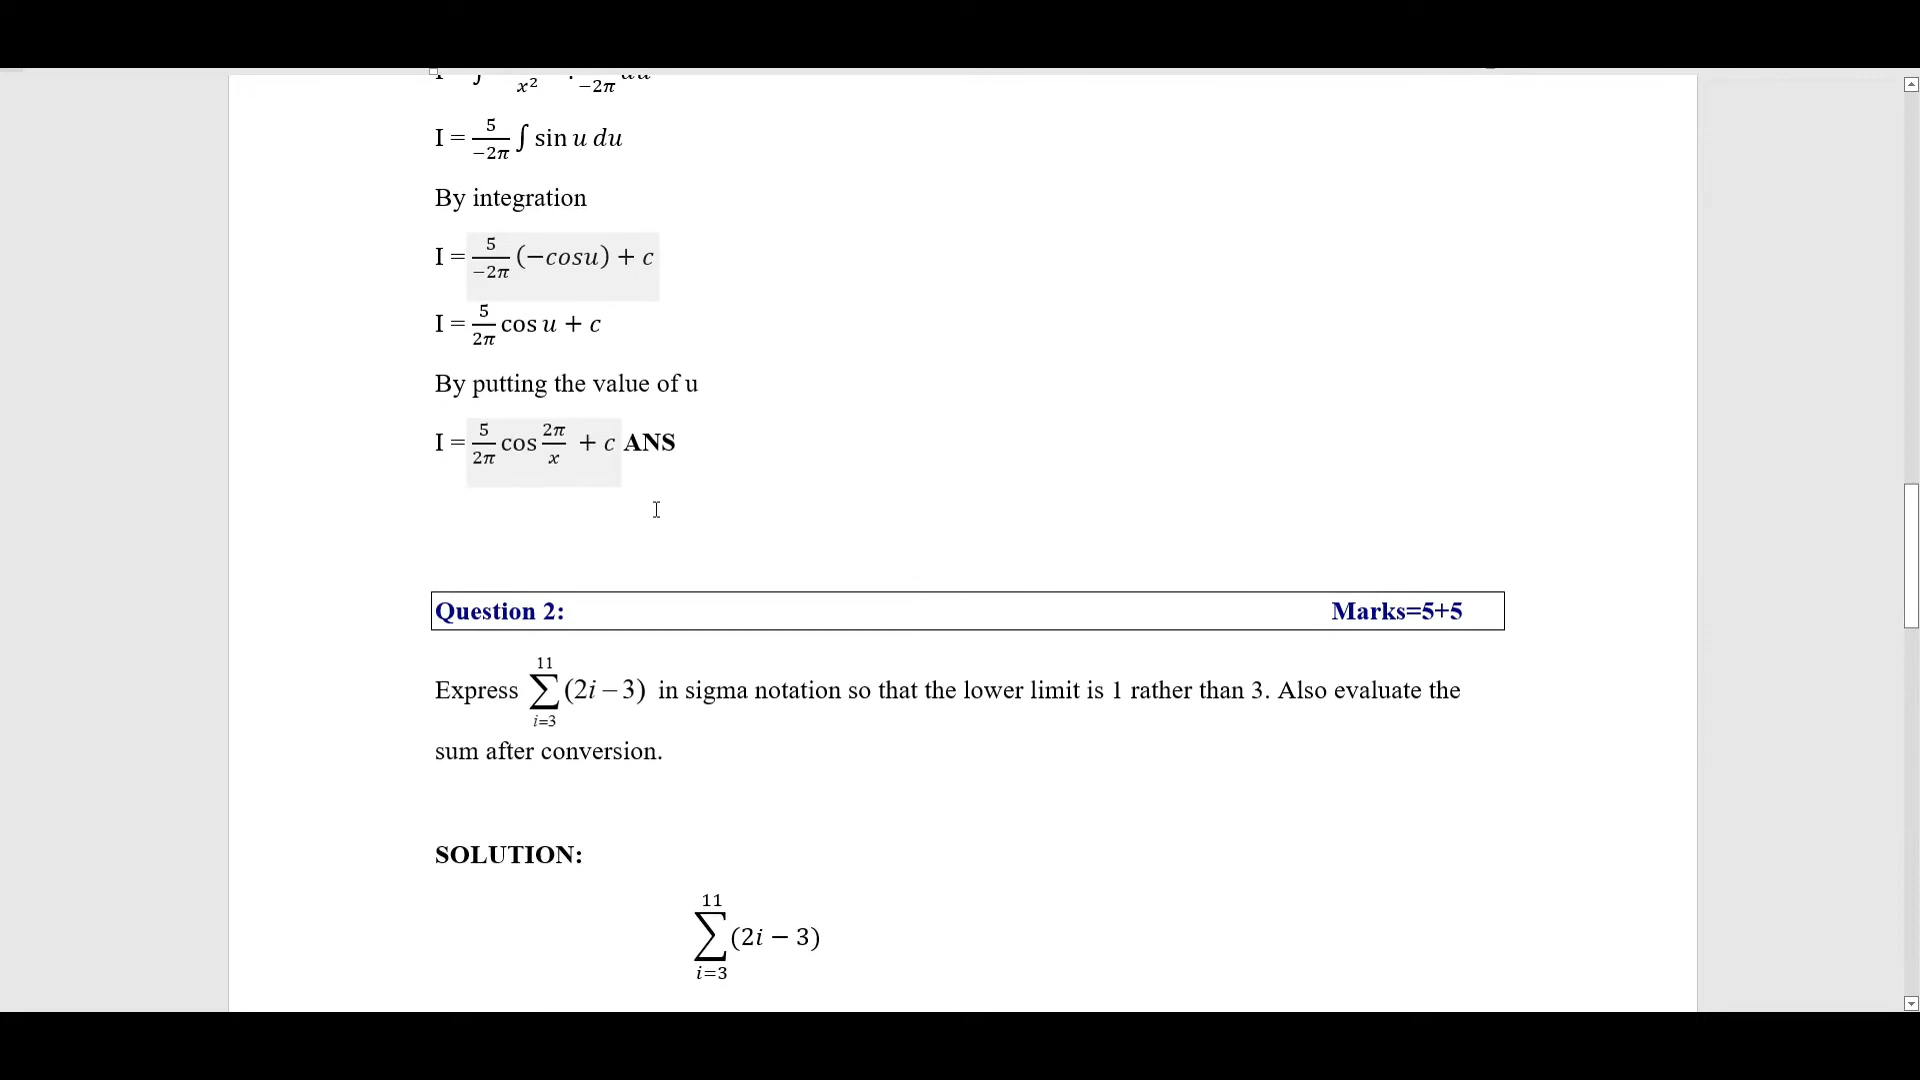 x² −2π
I = 5/−2π ∫ sin u du
By integration
I = 5/−2π (−cosu) + c
I = 5/2π cos u + c
By putting the value of u
I = 5/2π cos 2π/x + c ANS
Question 2: Marks=5+5
11
Express ∑ (2i − 3) in sigma notation so that the lower limit is 1 rather than 3. Also evaluate the
i=3
sum after conversion.
SOLUTION:
11
∑ (2i − 3)
i=3